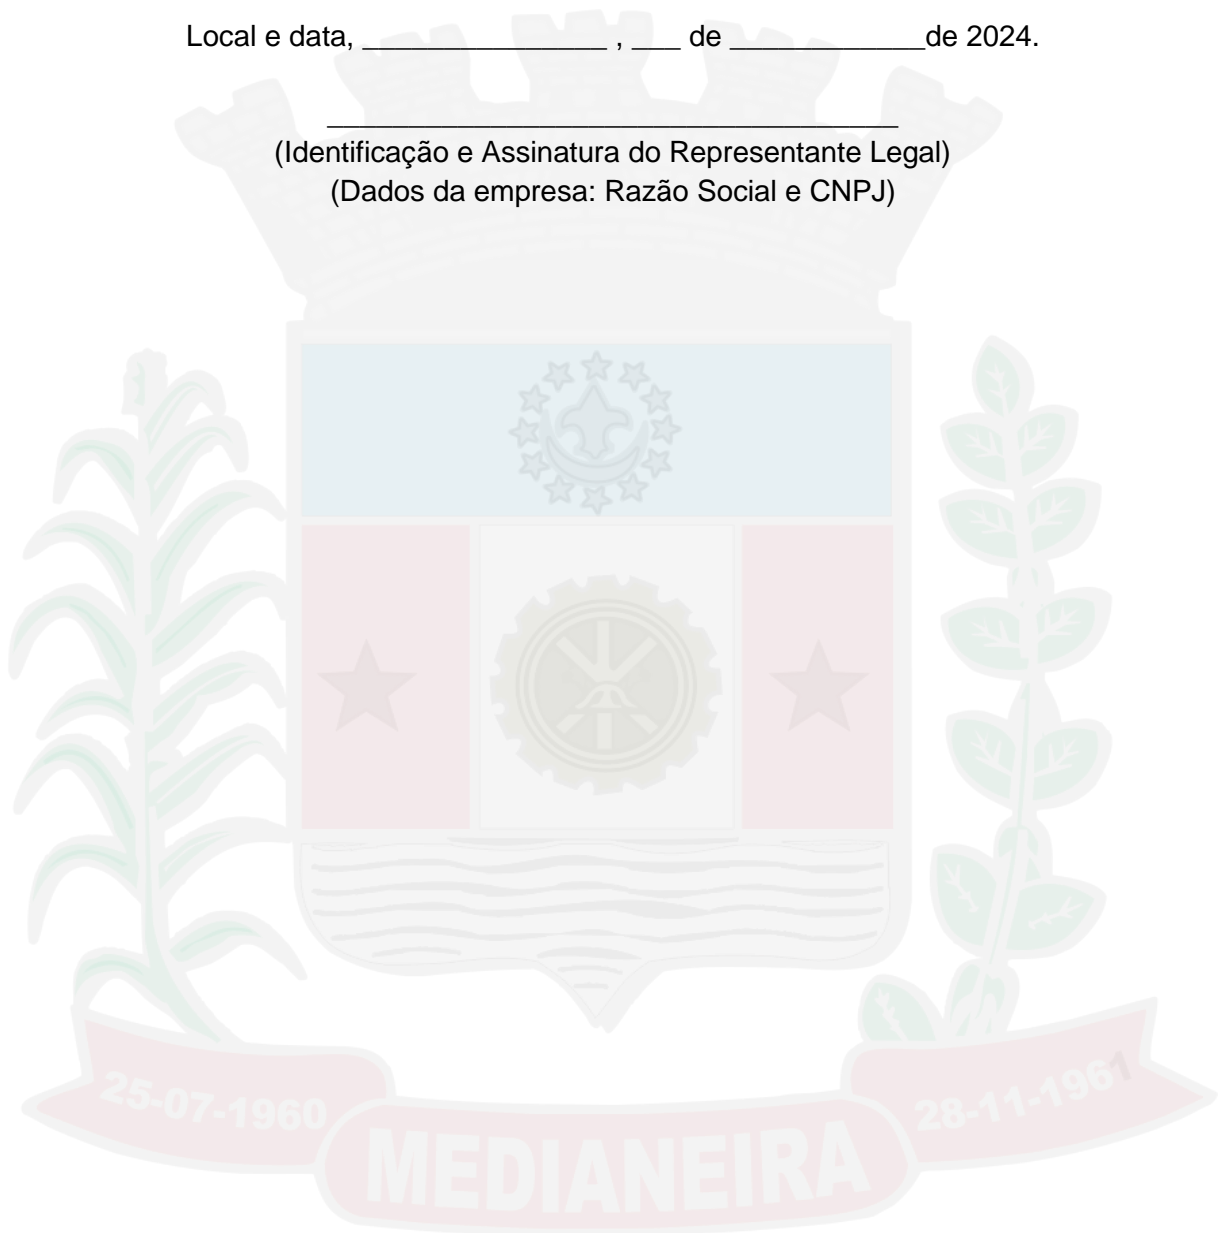 Local e data, _______________ , ___ de ____________de 2024.
___________________________________
(Identificação e Assinatura do Representante Legal)
(Dados da empresa: Razão Social e CNPJ)
25-07-1960
28-11-1961
MEDIANEIRA